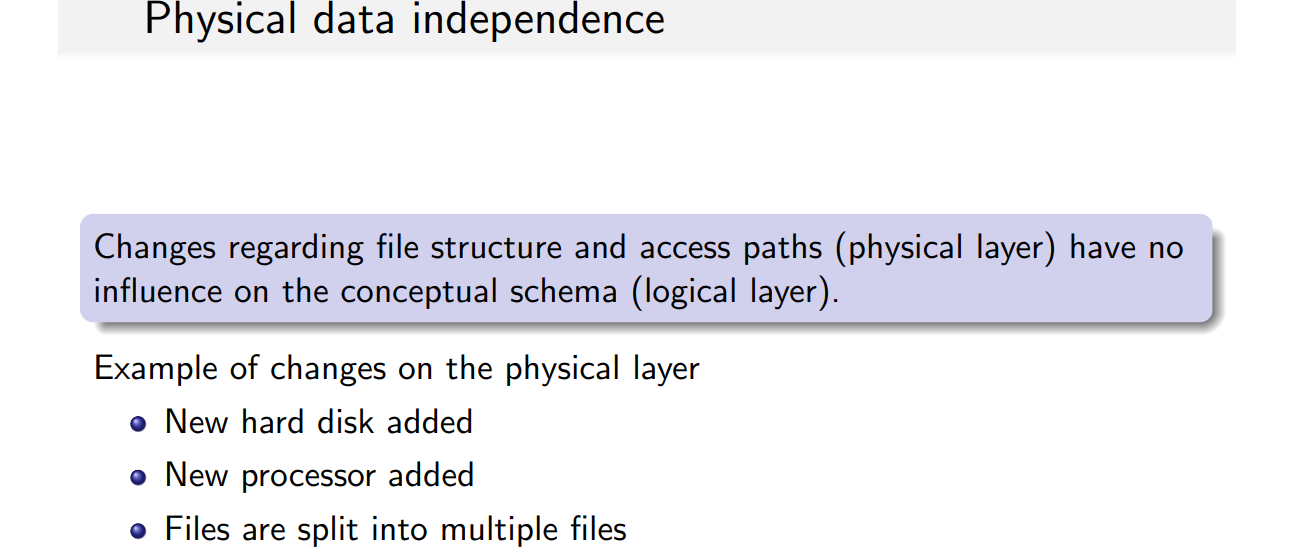 Physical data independence
Changes regarding file structure and access paths (physical layer) have no
influence on the conceptual schema (logical layer).
Example of changes on the physical layer
New hard disk added
New processor added
Files are split into multiple files